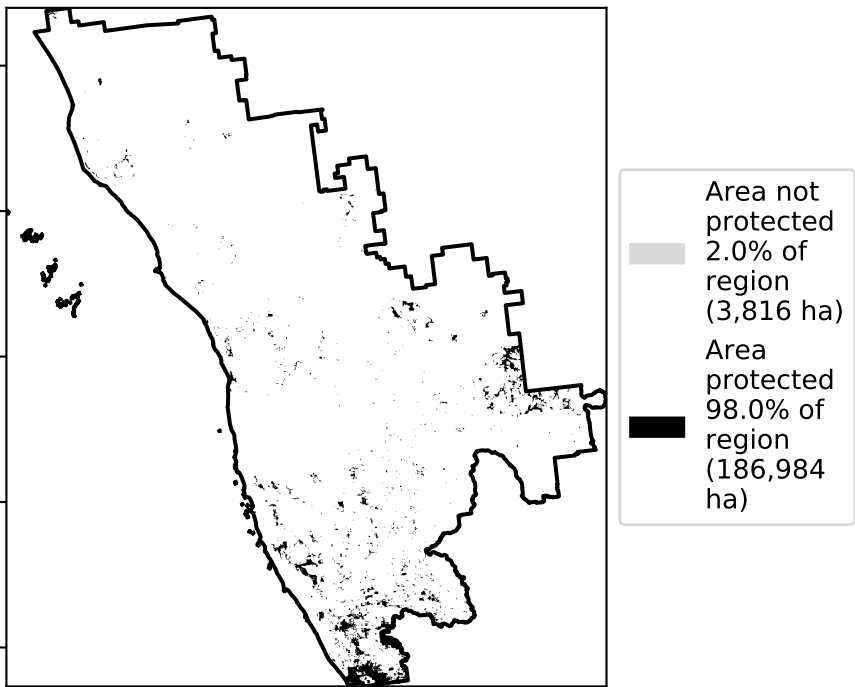 Area not
protected
2.0% of
region
(3,816 ha)
Area
protected
98.0% of
region
(186,984
ha)